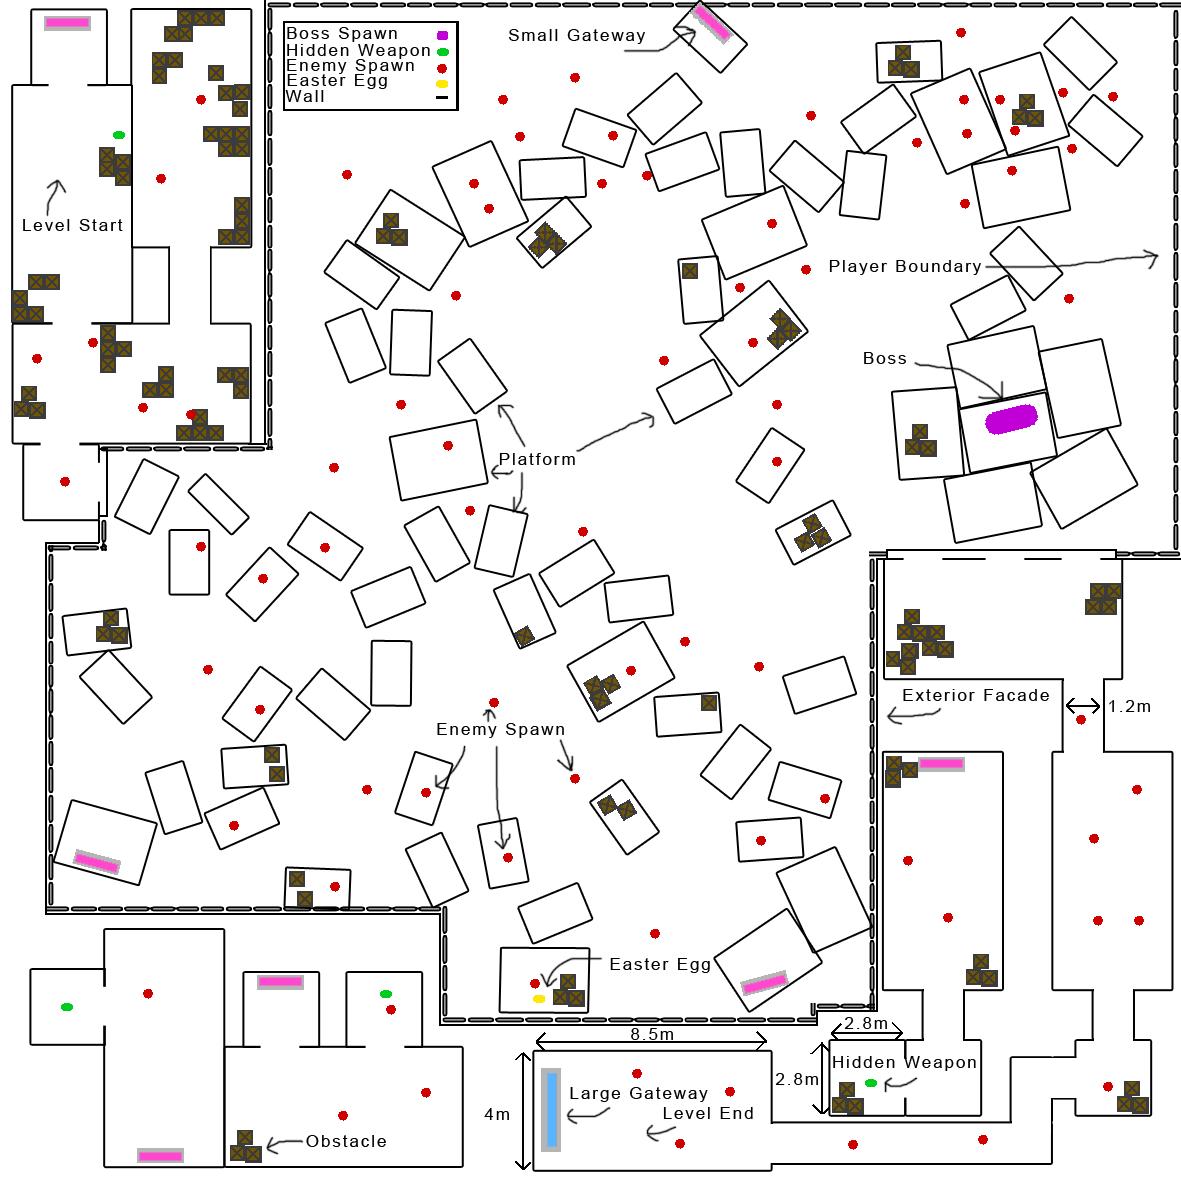 Boss Spawn
Hidden Weapon
Enemy Spawn
Easter Egg
Wall
Small Gateway
Level Start
Player Boundary
Boss
Platform
Exterior Facade
1.2m
Enemy Spawn
Easter Egg
8.5m
2.8m
Hidden Weapon
2.8m
Large Gateway
Level End
4m
Obstacle